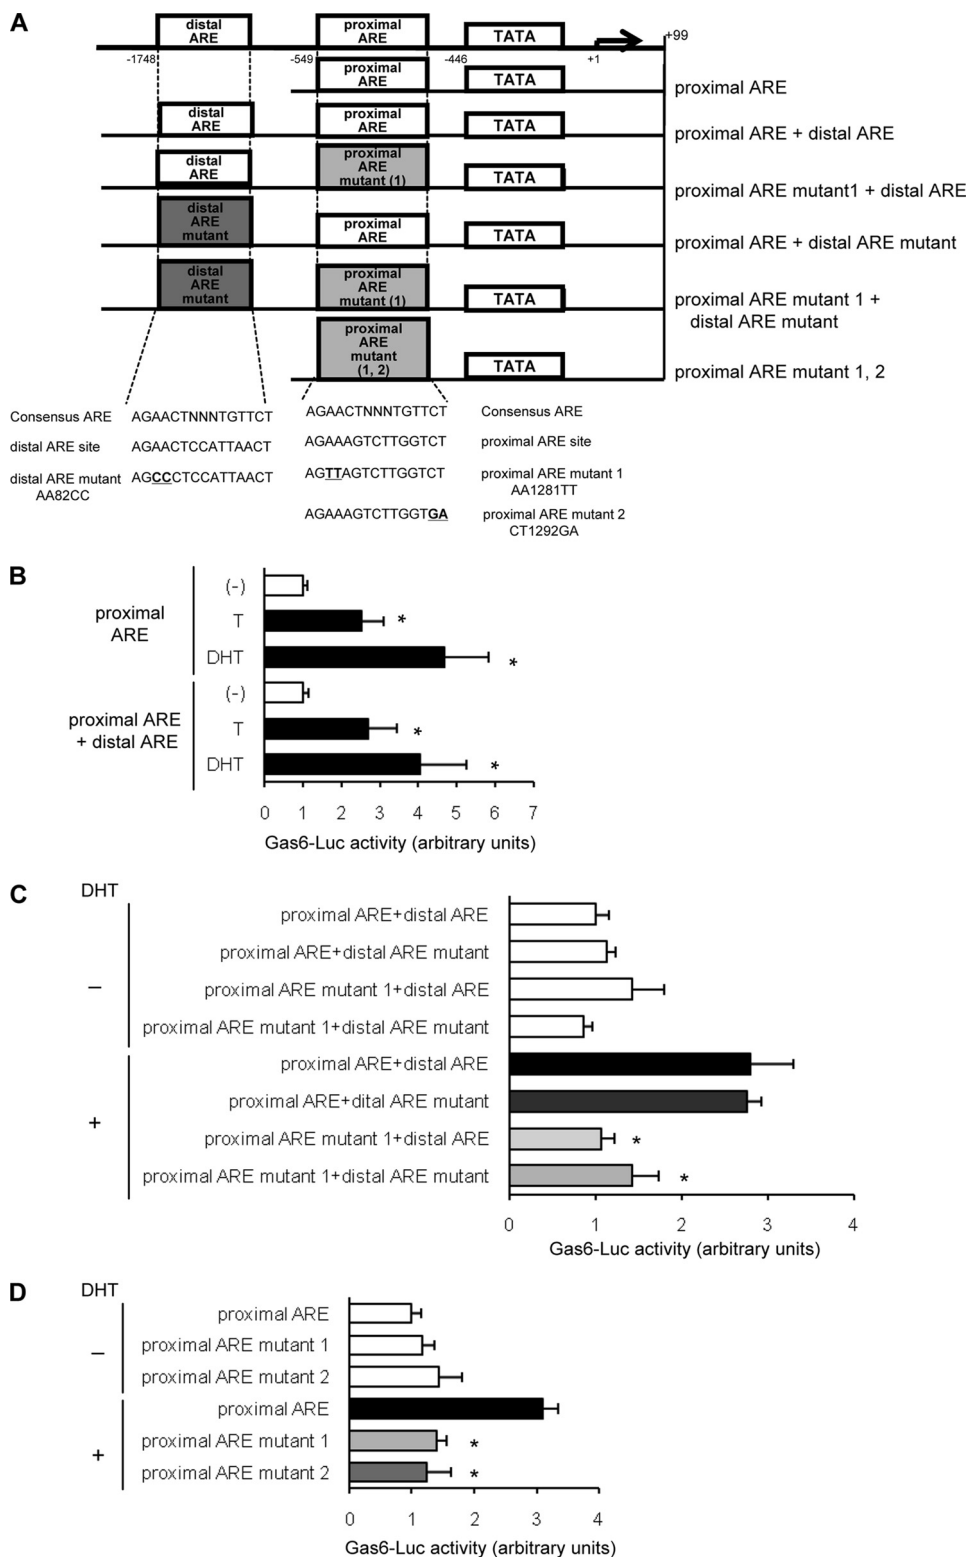 A
distal
ARE
proximal
ARE
TATA
+99
-1748
-549
-446
+1
proximal
ARE
TATA
proximal ARE
distal
ARE
proximal
ARE
TATA
proximal ARE + distal ARE
distal
ARE
proximal
ARE
mutant (1)
TATA
proximal ARE mutant1 + distal ARE
distal
ARE
mutant
proximal
ARE
TATA
proximal ARE + distal ARE mutant
distal
ARE
mutant
proximal
ARE
mutant (1)
TATA
proximal ARE mutant 1 +
distal ARE mutant
proximal
ARE
mutant
(1, 2)
TATA
proximal ARE mutant 1, 2
Consensus ARE AGAACTNNNTGTTCT
distal ARE site AGAACTCCATTAACT
distal ARE mutant AGCCCTCCATTAACT
AA82CC
AGAACTNNNTGTTCT Consensus ARE
AGAAAGTCTTGGTCT proximal ARE site
AGTTAGTCTTGGTCT proximal ARE mutant 1
AA1281TT
AGAAAGTCTTGGTGA proximal ARE mutant 2
CT1292GA
B
proximal
ARE
(-)
T *
DHT *
proximal ARE
+ distal ARE
(-)
T *
DHT *
0 1 2 3 4 5 6 7
Gas6-Luc activity (arbitrary units)
C
DHT
–
proximal ARE+distal ARE
proximal ARE+distal ARE mutant
proximal ARE mutant 1+distal ARE
proximal ARE mutant 1+distal ARE mutant
+
proximal ARE+distal ARE
proximal ARE+dital ARE mutant
proximal ARE mutant 1+distal ARE *
proximal ARE mutant 1+distal ARE mutant *
0 1 2 3 4
Gas6-Luc activity (arbitrary units)
D
DHT
–
proximal ARE
proximal ARE mutant 1
proximal ARE mutant 2
+
proximal ARE
proximal ARE mutant 1 *
proximal ARE mutant 2 *
0 1 2 3 4
Gas6-Luc activity (arbitrary units)